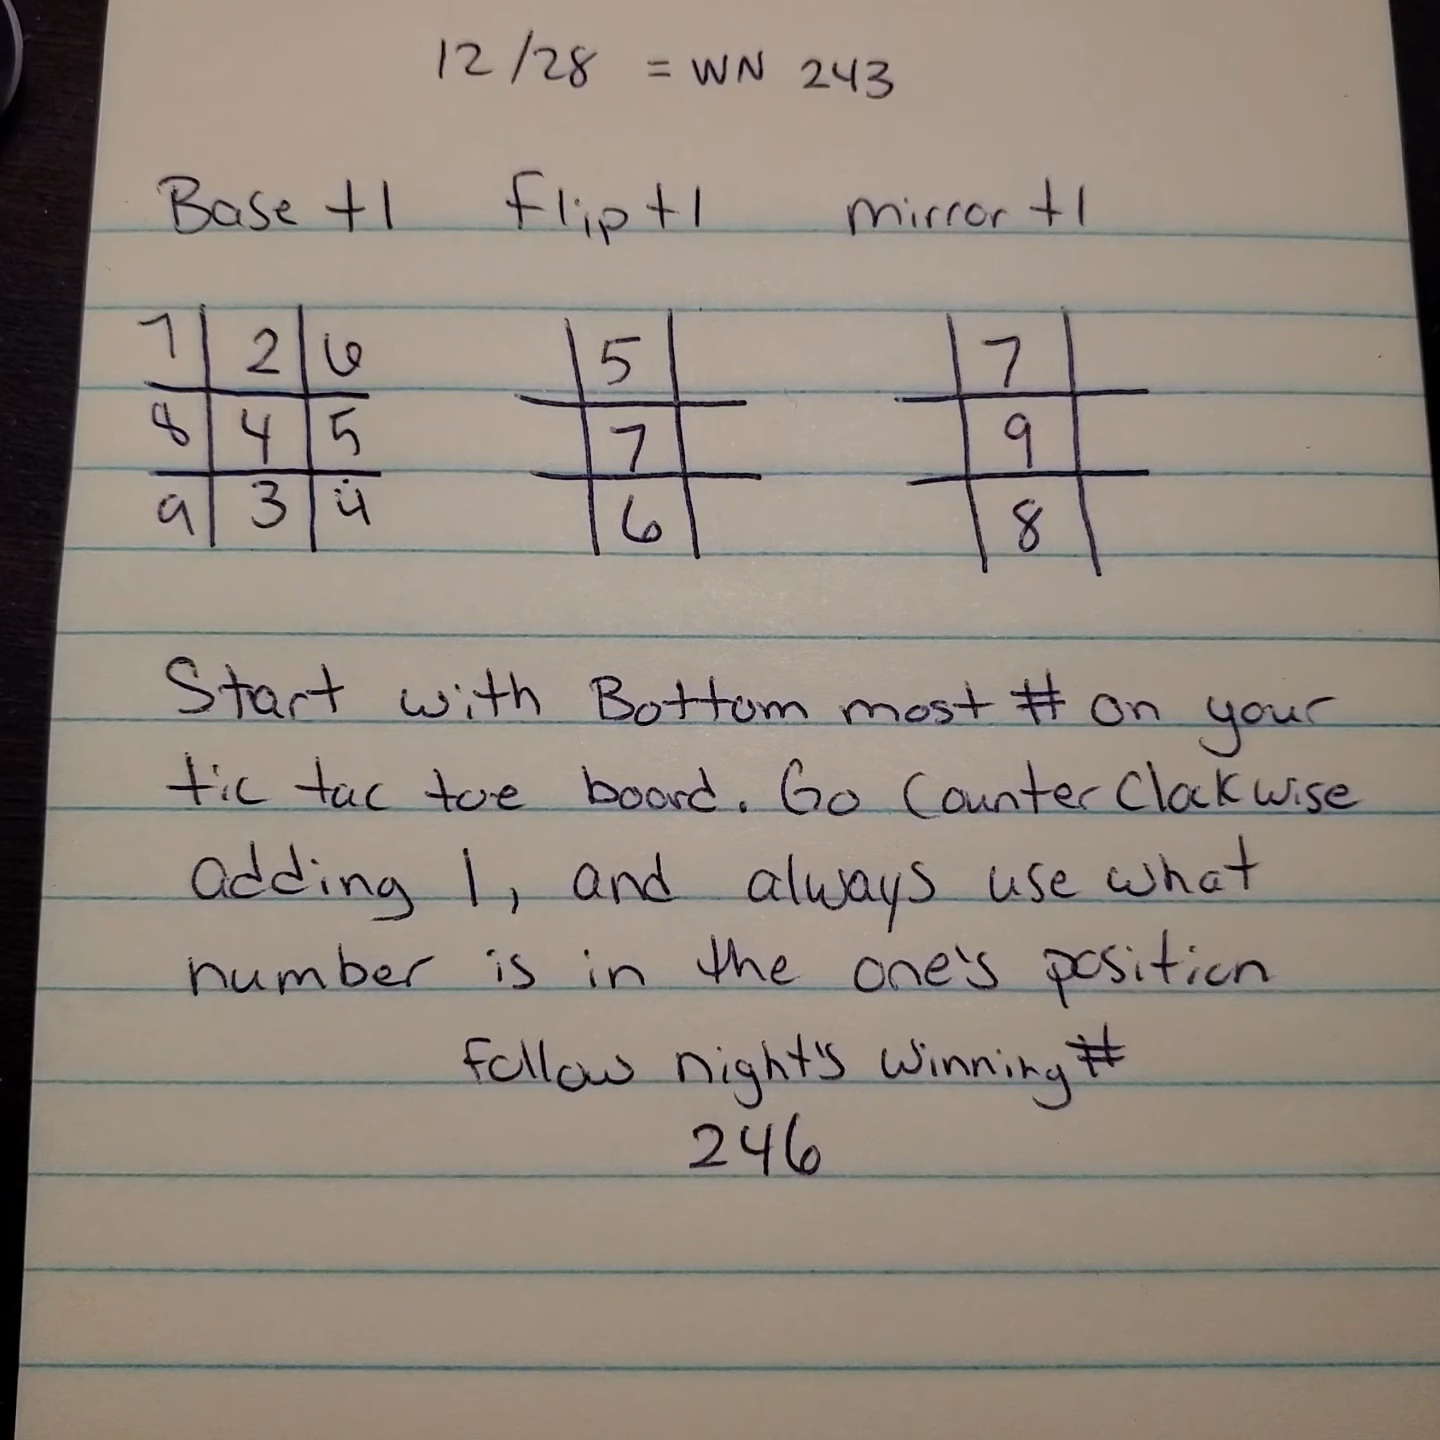 12/28 = WN 243
Base +1 flip +1 mirror +1
7 2 6 5 7
8 4 5 7 9
9 3 4 6 8
Start with Bottom most # on your
tic tac toe board. Go Counter Clockwise
adding 1, and always use what
number is in the one's position
follow night's winning #
246